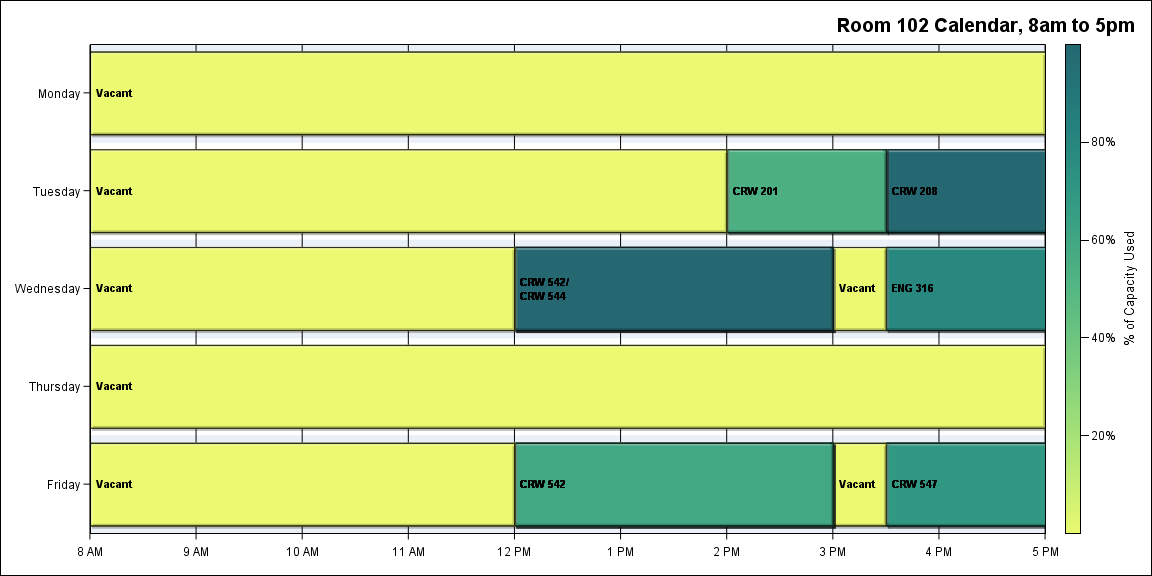 Room 102 Calendar, 8am to 5pm
Monday
Vacant
Tuesday
Vacant
CRW 201
CRW 208
Wednesday
Vacant
CRW 542/
CRW 544
Vacant
ENG 316
Thursday
Vacant
Friday
Vacant
CRW 542
Vacant
CRW 547
8 AM
9 AM
10 AM
11 AM
12 PM
1 PM
2 PM
3 PM
4 PM
5 PM
80%
60%
40%
20%
% of Capacity Used